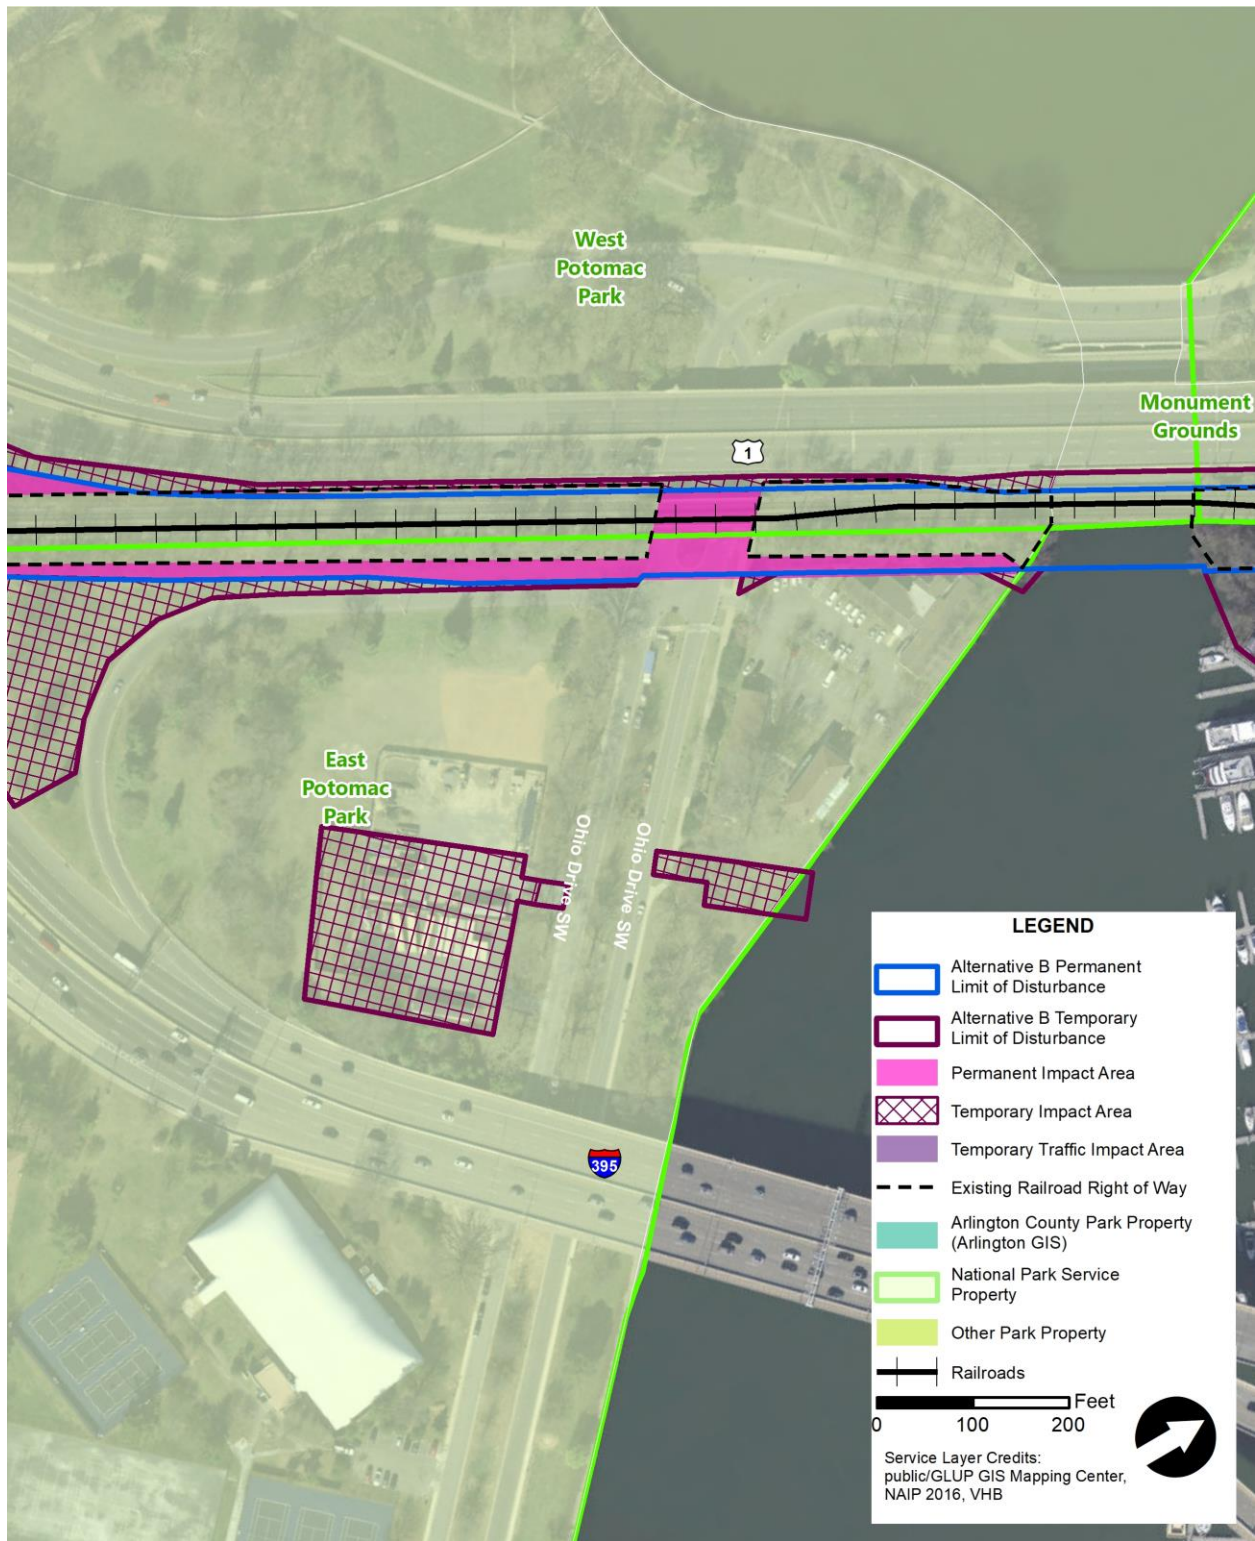 West
Potomac
Park
Monument
Grounds
1
East
Potomac
Park
Ohio Drive SW
Ohio Drive SW
395
LEGEND
Alternative B Permanent
Limit of Disturbance
Alternative B Temporary
Limit of Disturbance
Permanent Impact Area
Temporary Impact Area
Temporary Traffic Impact Area
Existing Railroad Right of Way
Arlington County Park Property
(Arlington GIS)
National Park Service
Property
Other Park Property
Railroads
Feet
0 100 200
Service Layer Credits:
public/GLUP GIS Mapping Center,
NAIP 2016, VHB